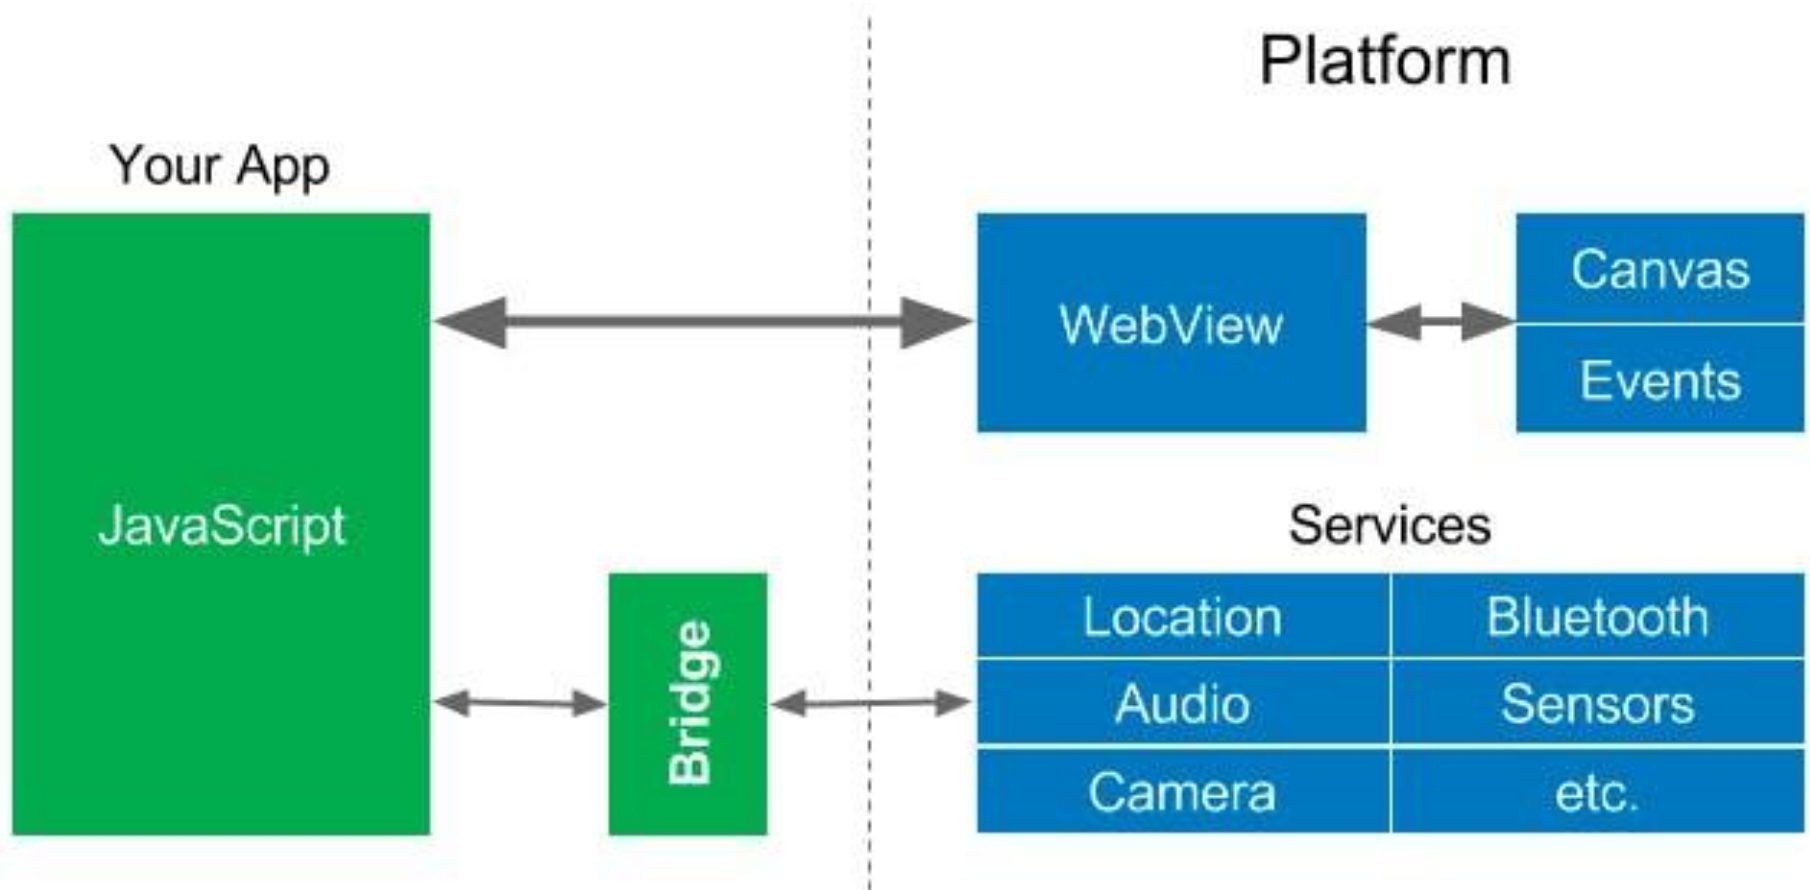 Platform
Your App
JavaScript
Bridge
WebView
Canvas
Events
Services
Location
Bluetooth
Audio
Sensors
Camera
etc.